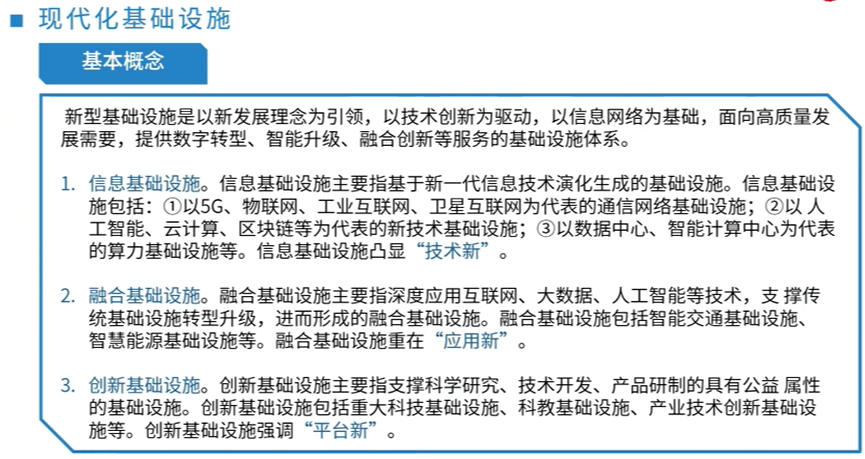 现代化基础设施
基本概念
新型基础设施是以新发展理念为引领，以技术创新为驱动，以信息网络为基础，面向高质量发
展需要，提供数字转型、智能升级、融合创新等服务的基础设施体系。
1. 信息基础设施。信息基础设施主要指基于新一代信息技术演化生成的基础设施。信息基础设
施包括：①以5G、物联网、工业互联网、卫星互联网为代表的通信网络基础设施；②以 人
工智能、云计算、区块链等为代表的新技术基础设施；③以数据中心、智能计算中心为代表
的算力基础设施等。信息基础设施凸显“技术新”。
2. 融合基础设施。融合基础设施主要指深度应用互联网、大数据、人工智能等技术，支 撑传
统基础设施转型升级，进而形成的融合基础设施。融合基础设施包括智能交通基础设施、
智慧能源基础设施等。融合基础设施重在“应用新”。
3. 创新基础设施。创新基础设施主要指支撑科学研究、技术开发、产品研制的具有公益 属性
的基础设施。创新基础设施包括重大科技基础设施、科教基础设施、产业技术创新基础设
施等。创新基础设施强调“平台新”。